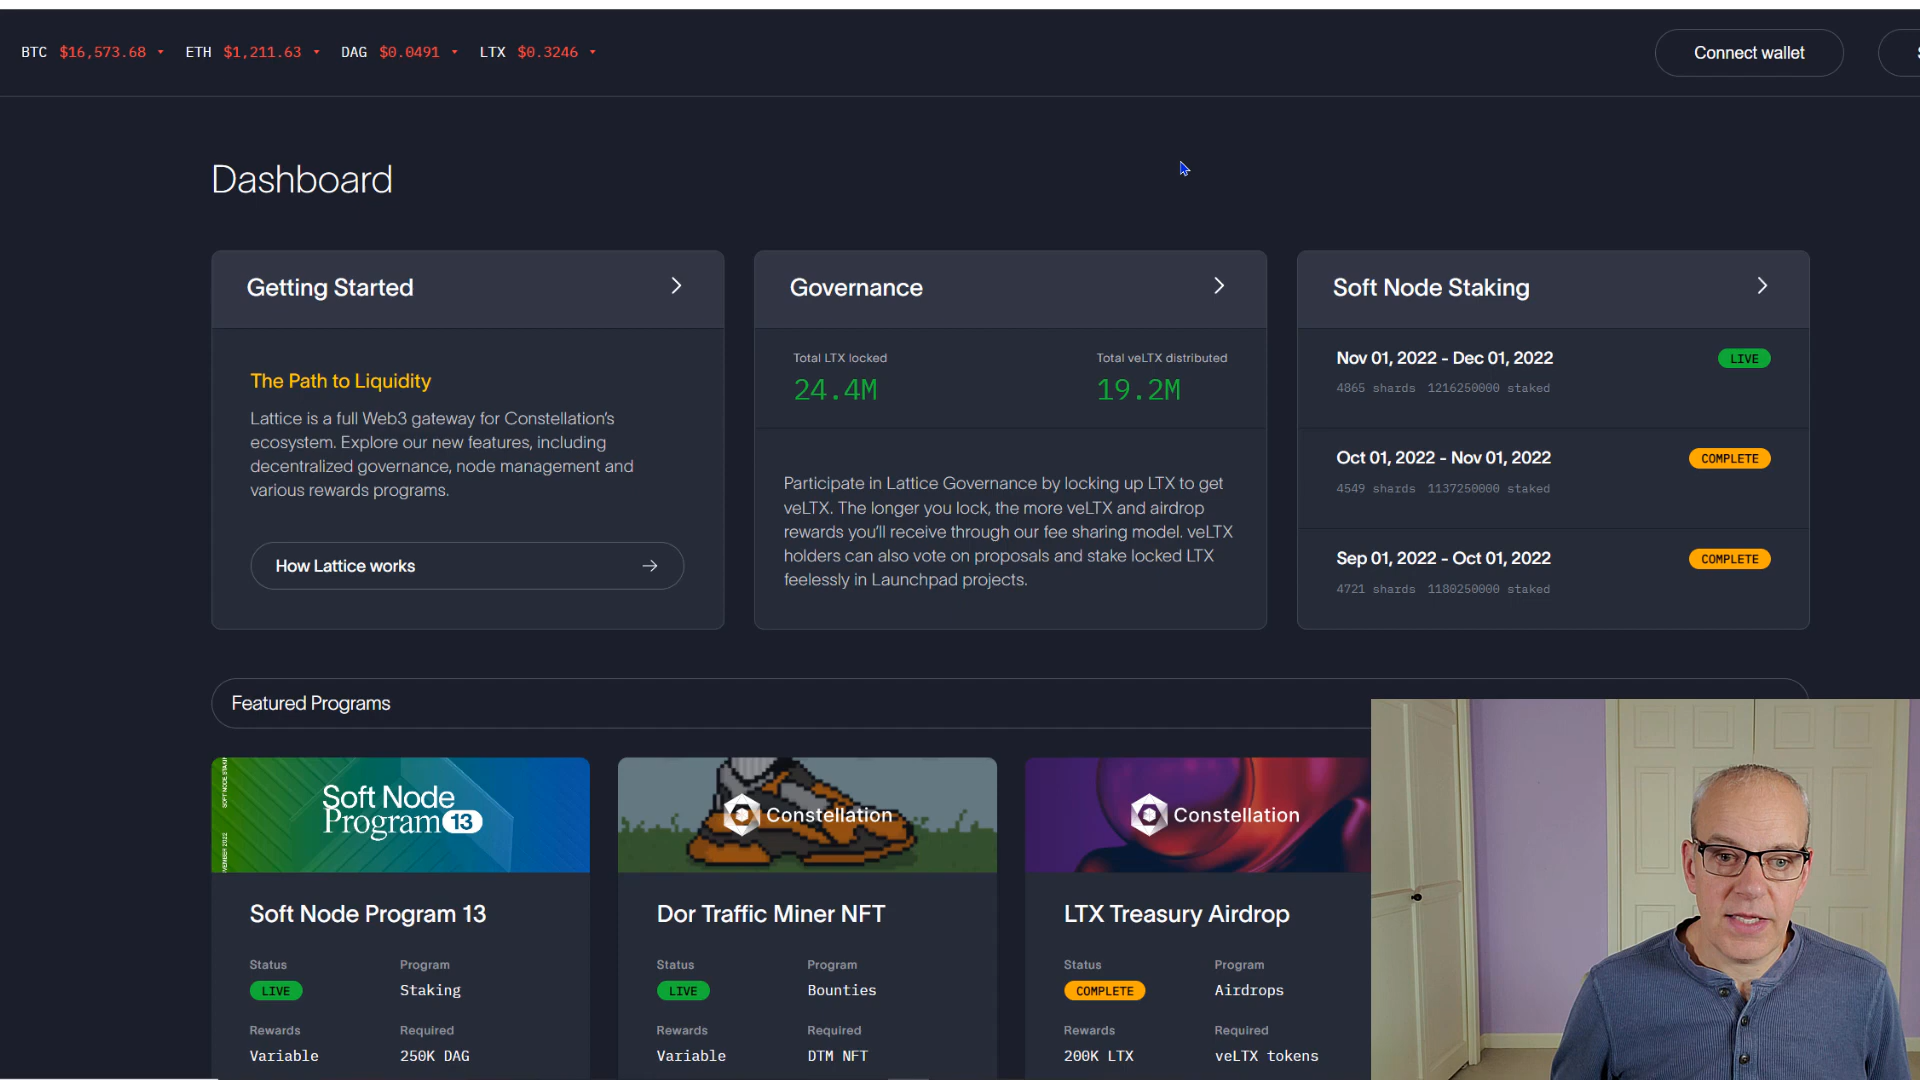 BTC $16,573.68 ETH $1,211.63 DAG $0.0491 LTX $0.3246
Connect wallet
Dashboard
Getting Started
The Path to Liquidity
Lattice is a full Web3 gateway for Constellation's
ecosystem. Explore our new features, including
decentralized governance, node management and
various rewards programs.
How Lattice works
Governance
Total LTX locked
24.4M
Total veLTX distributed
19.2M
Participate in Lattice Governance by locking up LTX to get
veLTX. The longer you lock, the more veLTX and airdrop
rewards you'll receive through our fee sharing model. veLTX
holders can also vote on proposals and stake locked LTX
feelessly in Launchpad projects.
Soft Node Staking
Nov 01, 2022 - Dec 01, 2022
LIVE
4865 shards 1216250000 staked
Oct 01, 2022 - Nov 01, 2022
COMPLETE
4549 shards 1137250000 staked
Sep 01, 2022 - Oct 01, 2022
COMPLETE
4721 shards 1180250000 staked
Featured Programs
Soft Node
Program 13
Soft Node Program 13
Status
LIVE
Program
Staking
Rewards
Variable
Required
250K DAG
Constellation
Dor Traffic Miner NFT
Status
LIVE
Program
Bounties
Rewards
Variable
Required
DTM NFT
Constellation
LTX Treasury Airdrop
Status
COMPLETE
Program
Airdrops
Rewards
200K LTX
Required
veLTX tokens